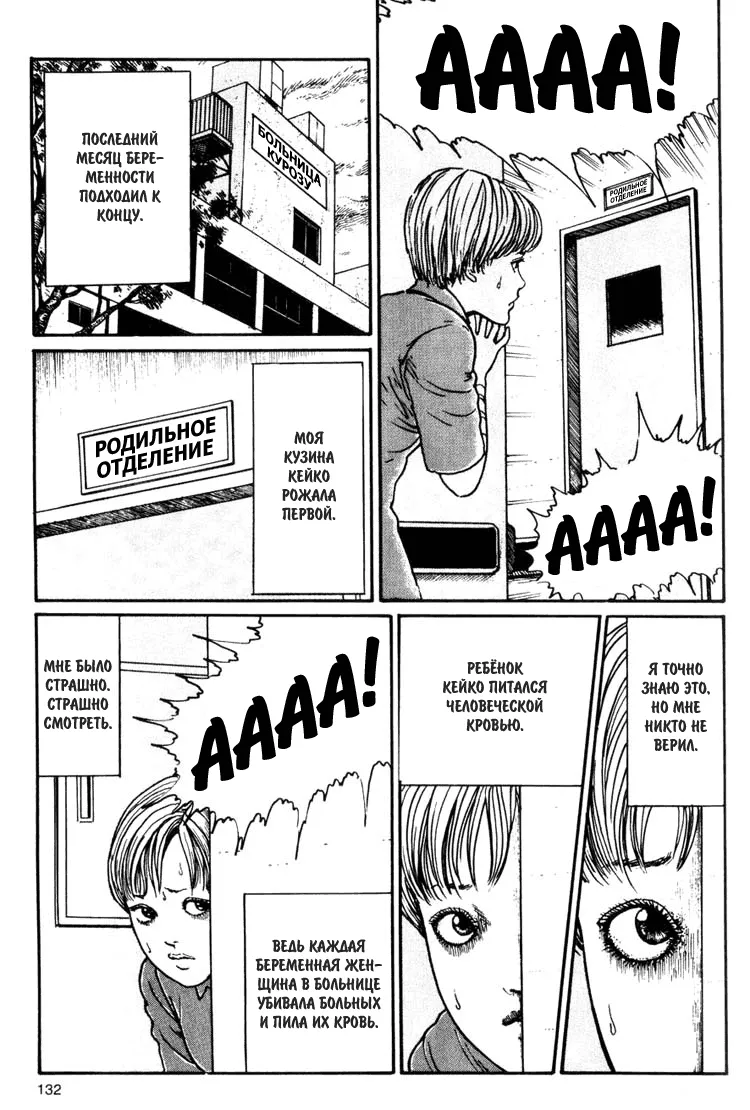 ПОСЛЕДНИЙ
МЕСЯЦ БЕРЕ-
МЕННОСТИ
ПОДХОДИЛ К
КОНЦУ.
БОЛЬНИЦА
КУРОЗУ
АААА!
РОДИЛЬНОЕ
ОТДЕЛЕНИЕ
РОДИЛЬНОЕ
ОТДЕЛЕНИЕ
МОЯ
КУЗИНА
КЕЙКО
РОЖАЛА
ПЕРВОЙ.
АААА!
МНЕ БЫЛО
СТРАШНО.
СТРАШНО
СМОТРЕТЬ.
АААА!
ВЕДЬ КАЖДАЯ
БЕРЕМЕННАЯ ЖЕН-
ЩИНА В БОЛЬНИЦЕ
УБИВАЛА БОЛЬНЫХ
И ПИЛА ИХ КРОВЬ.
РЕБЁНОК
КЕЙКО ПИТАЛСЯ
ЧЕЛОВЕЧЕСКОЙ
КРОВЬЮ.
Я ТОЧНО
ЗНАЮ ЭТО,
НО МНЕ
НИКТО НЕ
ВЕРИЛ.
132